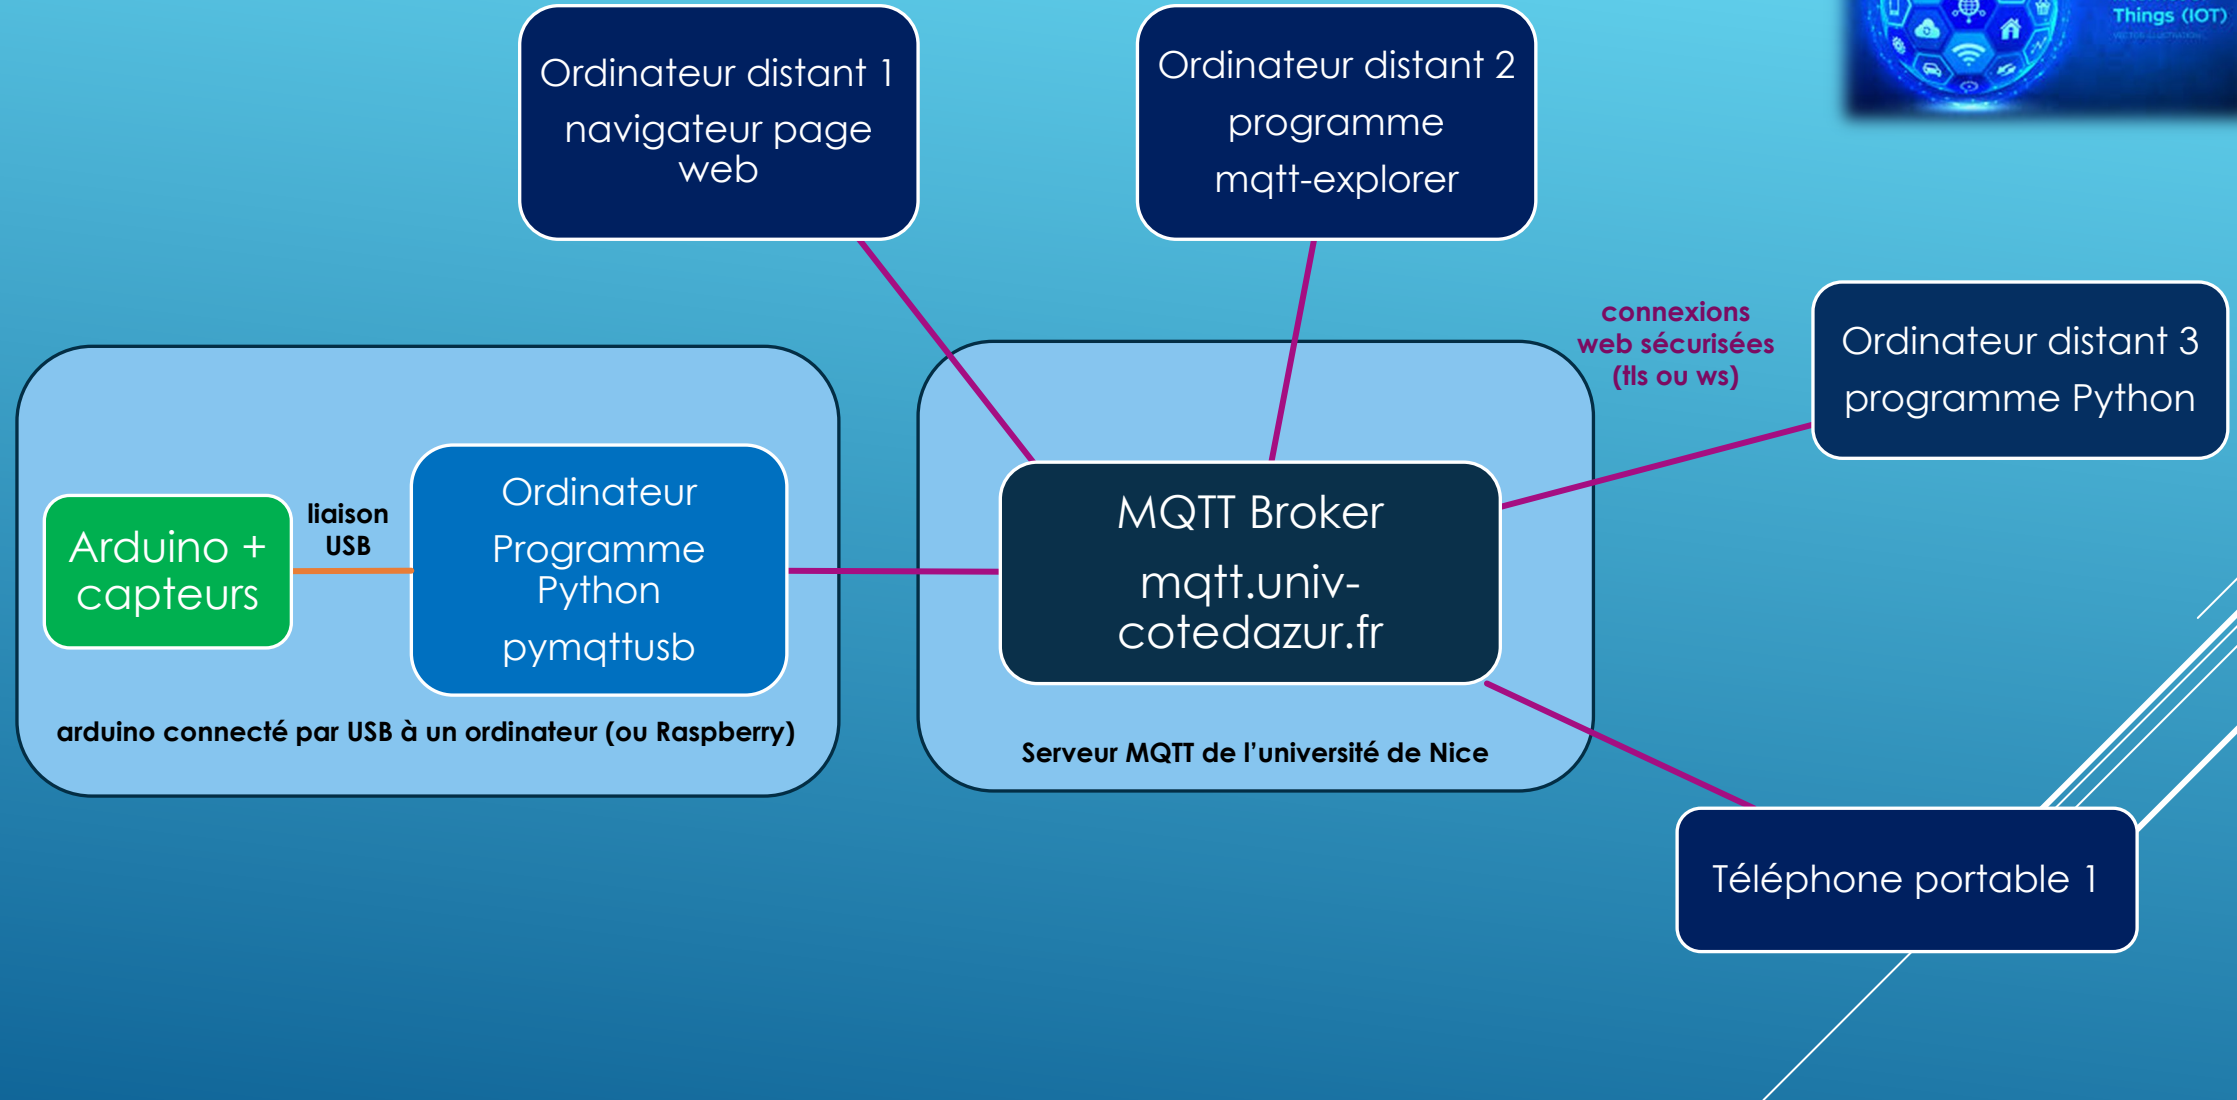 Things (IOT)
VECTOR ILLUSTRATION
Ordinateur distant 1
navigateur page
web
Ordinateur distant 2
programme
mqtt-explorer
connexions
web sécurisées
(tls ou ws)
Ordinateur distant 3
programme Python
Arduino +
capteurs
liaison
USB
Ordinateur
Programme
Python
pymqttusb
arduino connecté par USB à un ordinateur (ou Raspberry)
MQTT Broker
mqtt.univ-
cotedazur.fr
Serveur MQTT de l’université de Nice
Téléphone portable 1